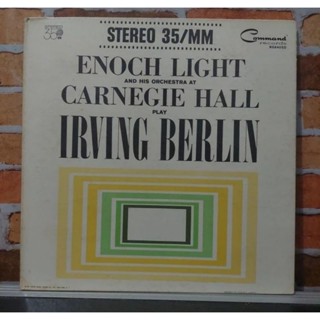 STEREO 35/MM
Command
ENOCH LIGHT
AND HIS ORCHESTRA AT
CARNEGIE HALL
PLAY
IRVING BERLIN